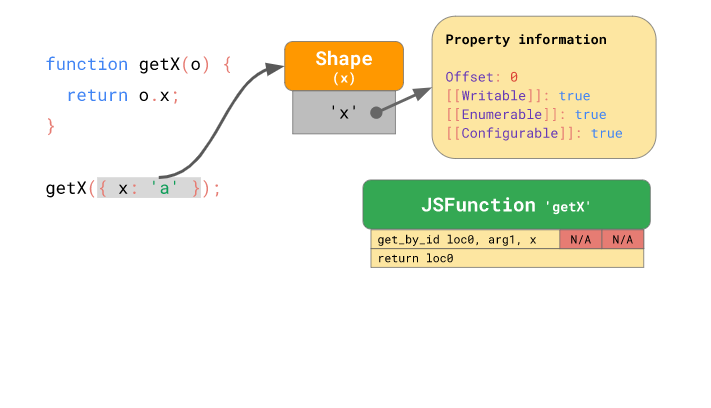 function getX(o) {
return o.x;
}
getX({ x: 'a' });
Shape
(x)
'x'
Property information
Offset: 0
[[Writable]]: true
[[Enumerable]]: true
[[Configurable]]: true
JSFunction 'getX'
get_by_id loc0, arg1, x N/A N/A
return loc0